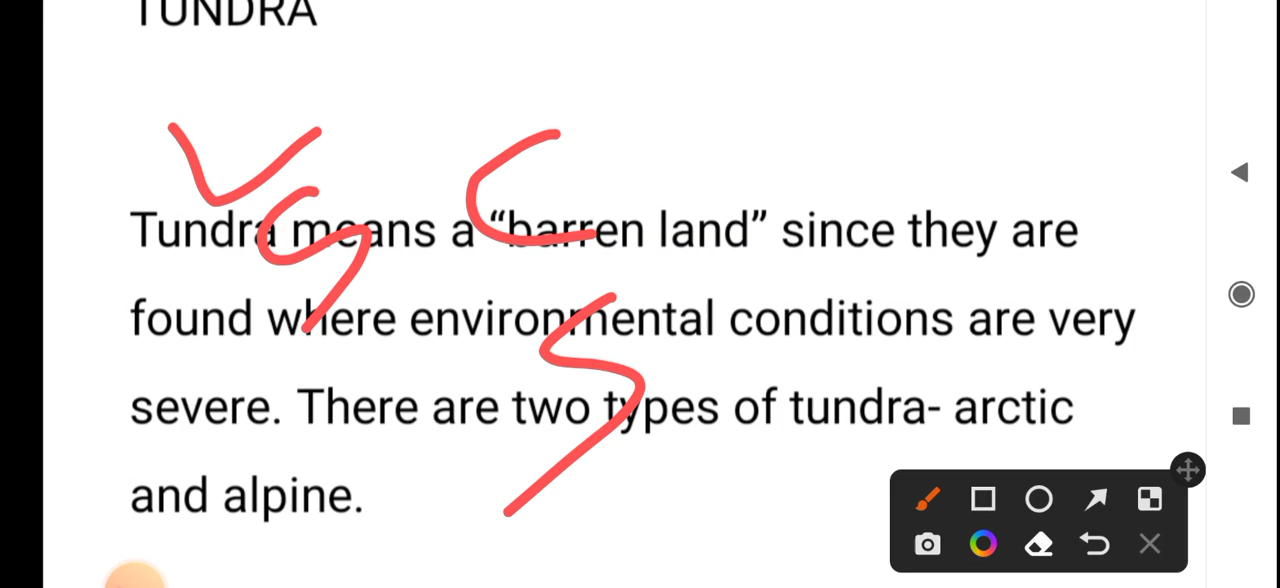 TUNDRA
Tundra means a “barren land” since they are
found where environmental conditions are very
severe. There are two types of tundra- arctic
and alpine.